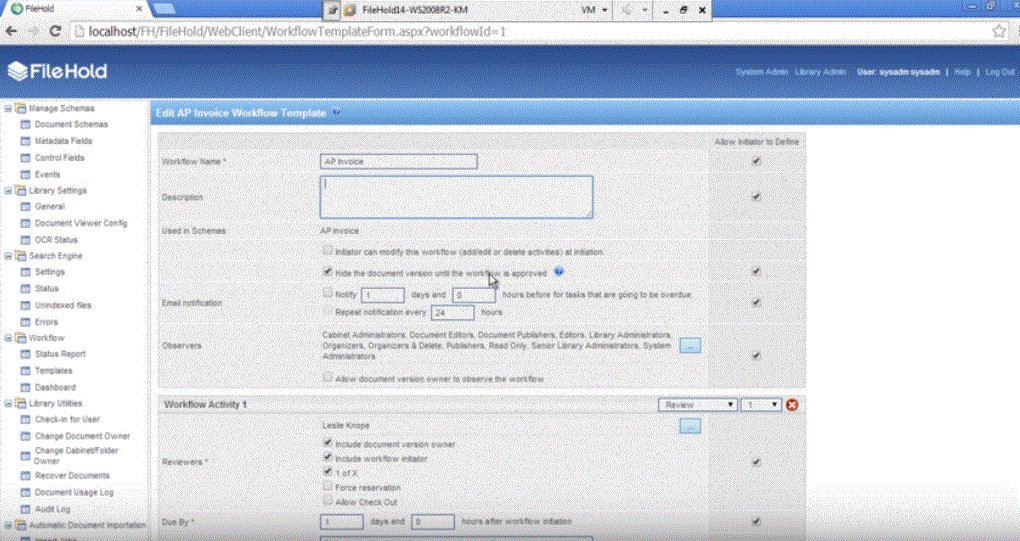 FileHold
FileHold14-WS2008R2-KM
VM
localhost/FH/FileHold/WebClient/WorkflowTemplateForm.aspx?workflowId=1
FileHold
System Admin Library Admin User: sysadm sysadm | Help | Log Out
Manage Schemas
Document Schemas
Metadata Fields
Control Fields
Events
Library Settings
General
Document Viewer Config
OCR Status
Search Engine
Settings
Status
Unindexed files
Errors
Workflow
Status Report
Templates
Dashboard
Library Utilities
Check-in for User
Change Document Owner
Change Cabinet/Folder
Owner
Recover Documents
Document Usage Log
Audit Log
Automatic Document Importation
Edit AP Invoice Workflow Template
Allow Initiator to Define
Workflow Name * AP Invoice
Description
Used in Schemas AP Invoice
Initiator can modify this workflow (add/edit or delete activities) at initiation.
Hide the document version until the workflow is approved
Email notification
Notify 1 days and 0 hours before for tasks that are going to be overdue.
Repeat notification every 24 hours
Observers
Cabinet Administrators, Document Editors, Document Publishers, Editors, Library Administrators,
Organizers, Organizers & Delete, Publishers, Read Only, Senior Library Administrators, System
Administrators
...
Allow document version owner to observe the workflow
Workflow Activity 1 Review 1
Leslie Knope ...
Reviewers *
Include document version owner
Include workflow initiator
1 of X
Force reservation
Allow Check Out
Due By * 1 days and 0 hours after workflow initiation